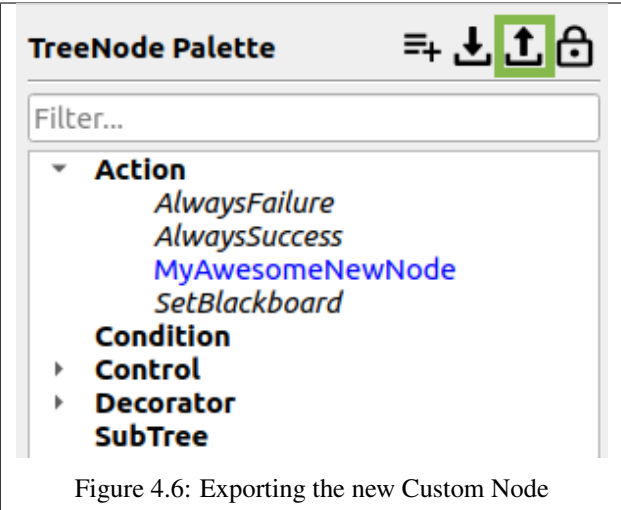 TreeNode Palette
Filter...
Action
AlwaysFailure
AlwaysSuccess
MyAwesomeNewNode
SetBlackboard
Condition
Control
Decorator
SubTree
Figure 4.6: Exporting the new Custom Node